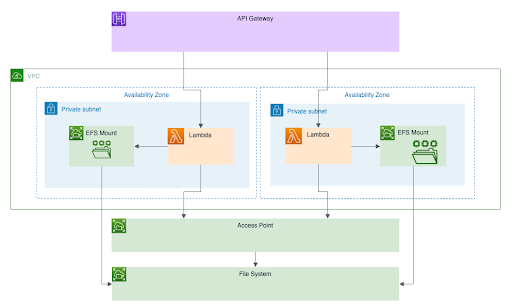 API Gateway
VPC
Availability Zone
Availability Zone
Private subnet
Private subnet
EFS Mount
Lambda
Lambda
EFS Mount
Access Point
File System